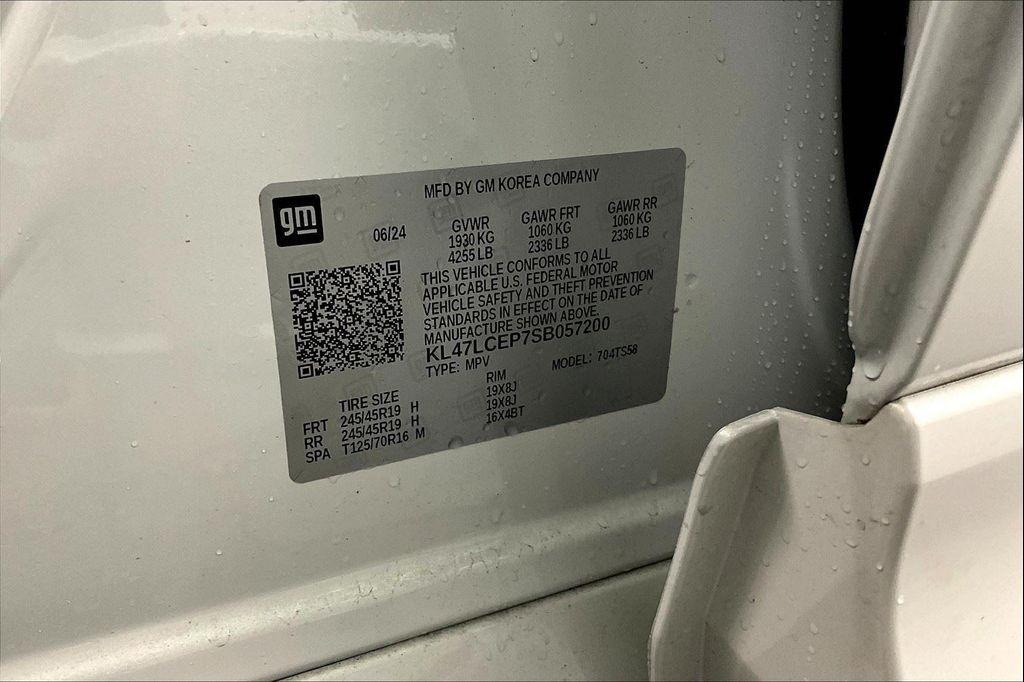 MFD BY GM KOREA COMPANY
gm
06/24
GVWR GAWR FRT GAWR RR
1930 KG 1060 KG 1060 KG
4255 LB 2336 LB 2336 LB
THIS VEHICLE CONFORMS TO ALL
APPLICABLE U.S. FEDERAL MOTOR
VEHICLE SAFETY AND THEFT PREVENTION
STANDARDS IN EFFECT ON THE DATE OF
MANUFACTURE SHOWN ABOVE.
KL47LCEP7SB057200
TYPE: MPV MODEL: 704TS58
TIRE SIZE RIM
FRT 245/45R19 H 19X8J
RR 245/45R19 H 19X8J
SPA T125/70R16 M 16X4BT